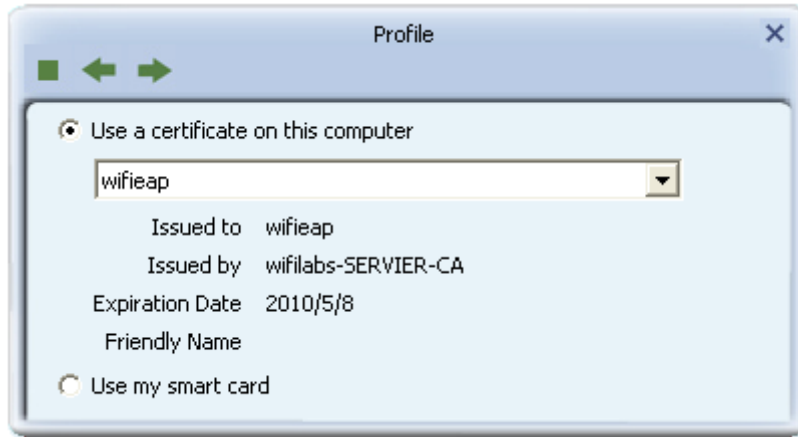 Profile
Use a certificate on this computer
wifieap
Issued to wifieap
Issued by wifilabs-SERVIER-CA
Expiration Date 2010/5/8
Friendly Name
Use my smart card